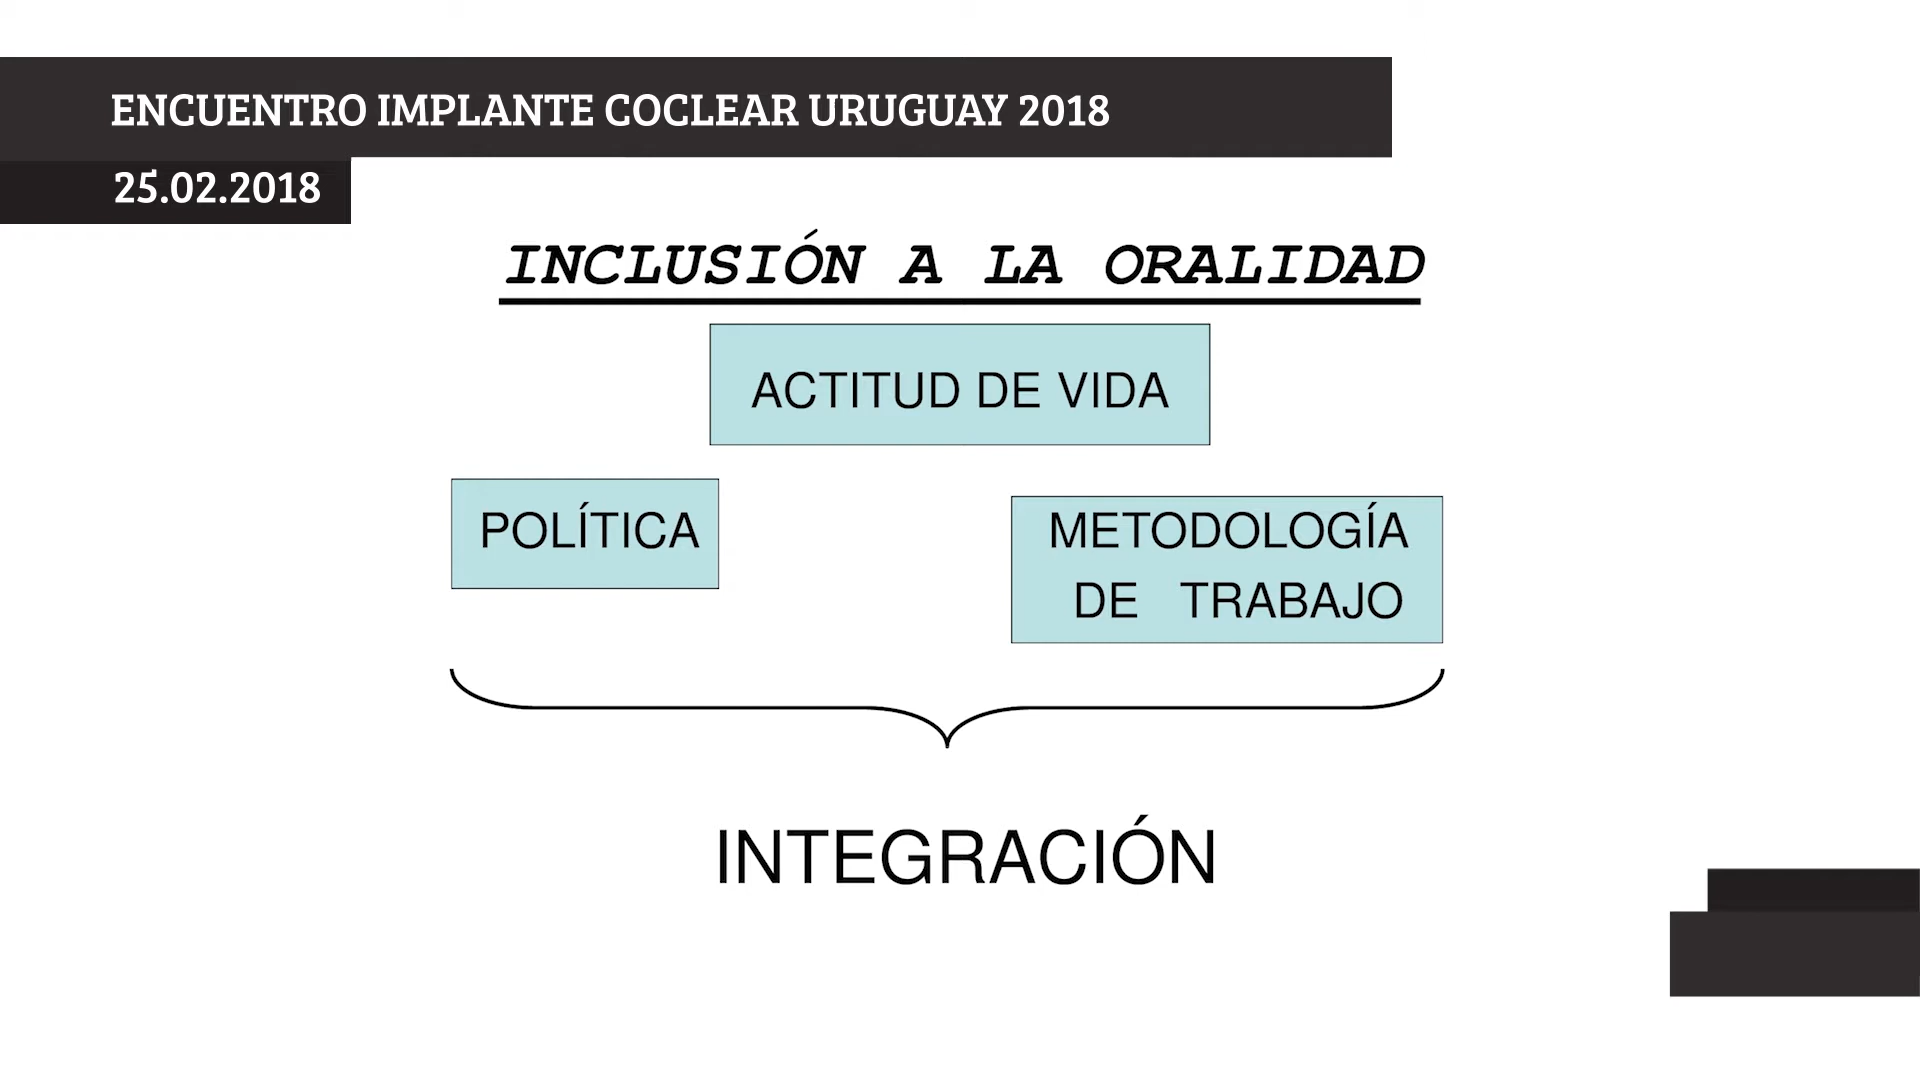 ENCUENTRO IMPLANTE COCLEAR URUGUAY 2018
25.02.2018
INCLUSIÓN A LA ORALIDAD
ACTITUD DE VIDA
POLÍTICA
METODOLOGÍA
DE TRABAJO
INTEGRACIÓN